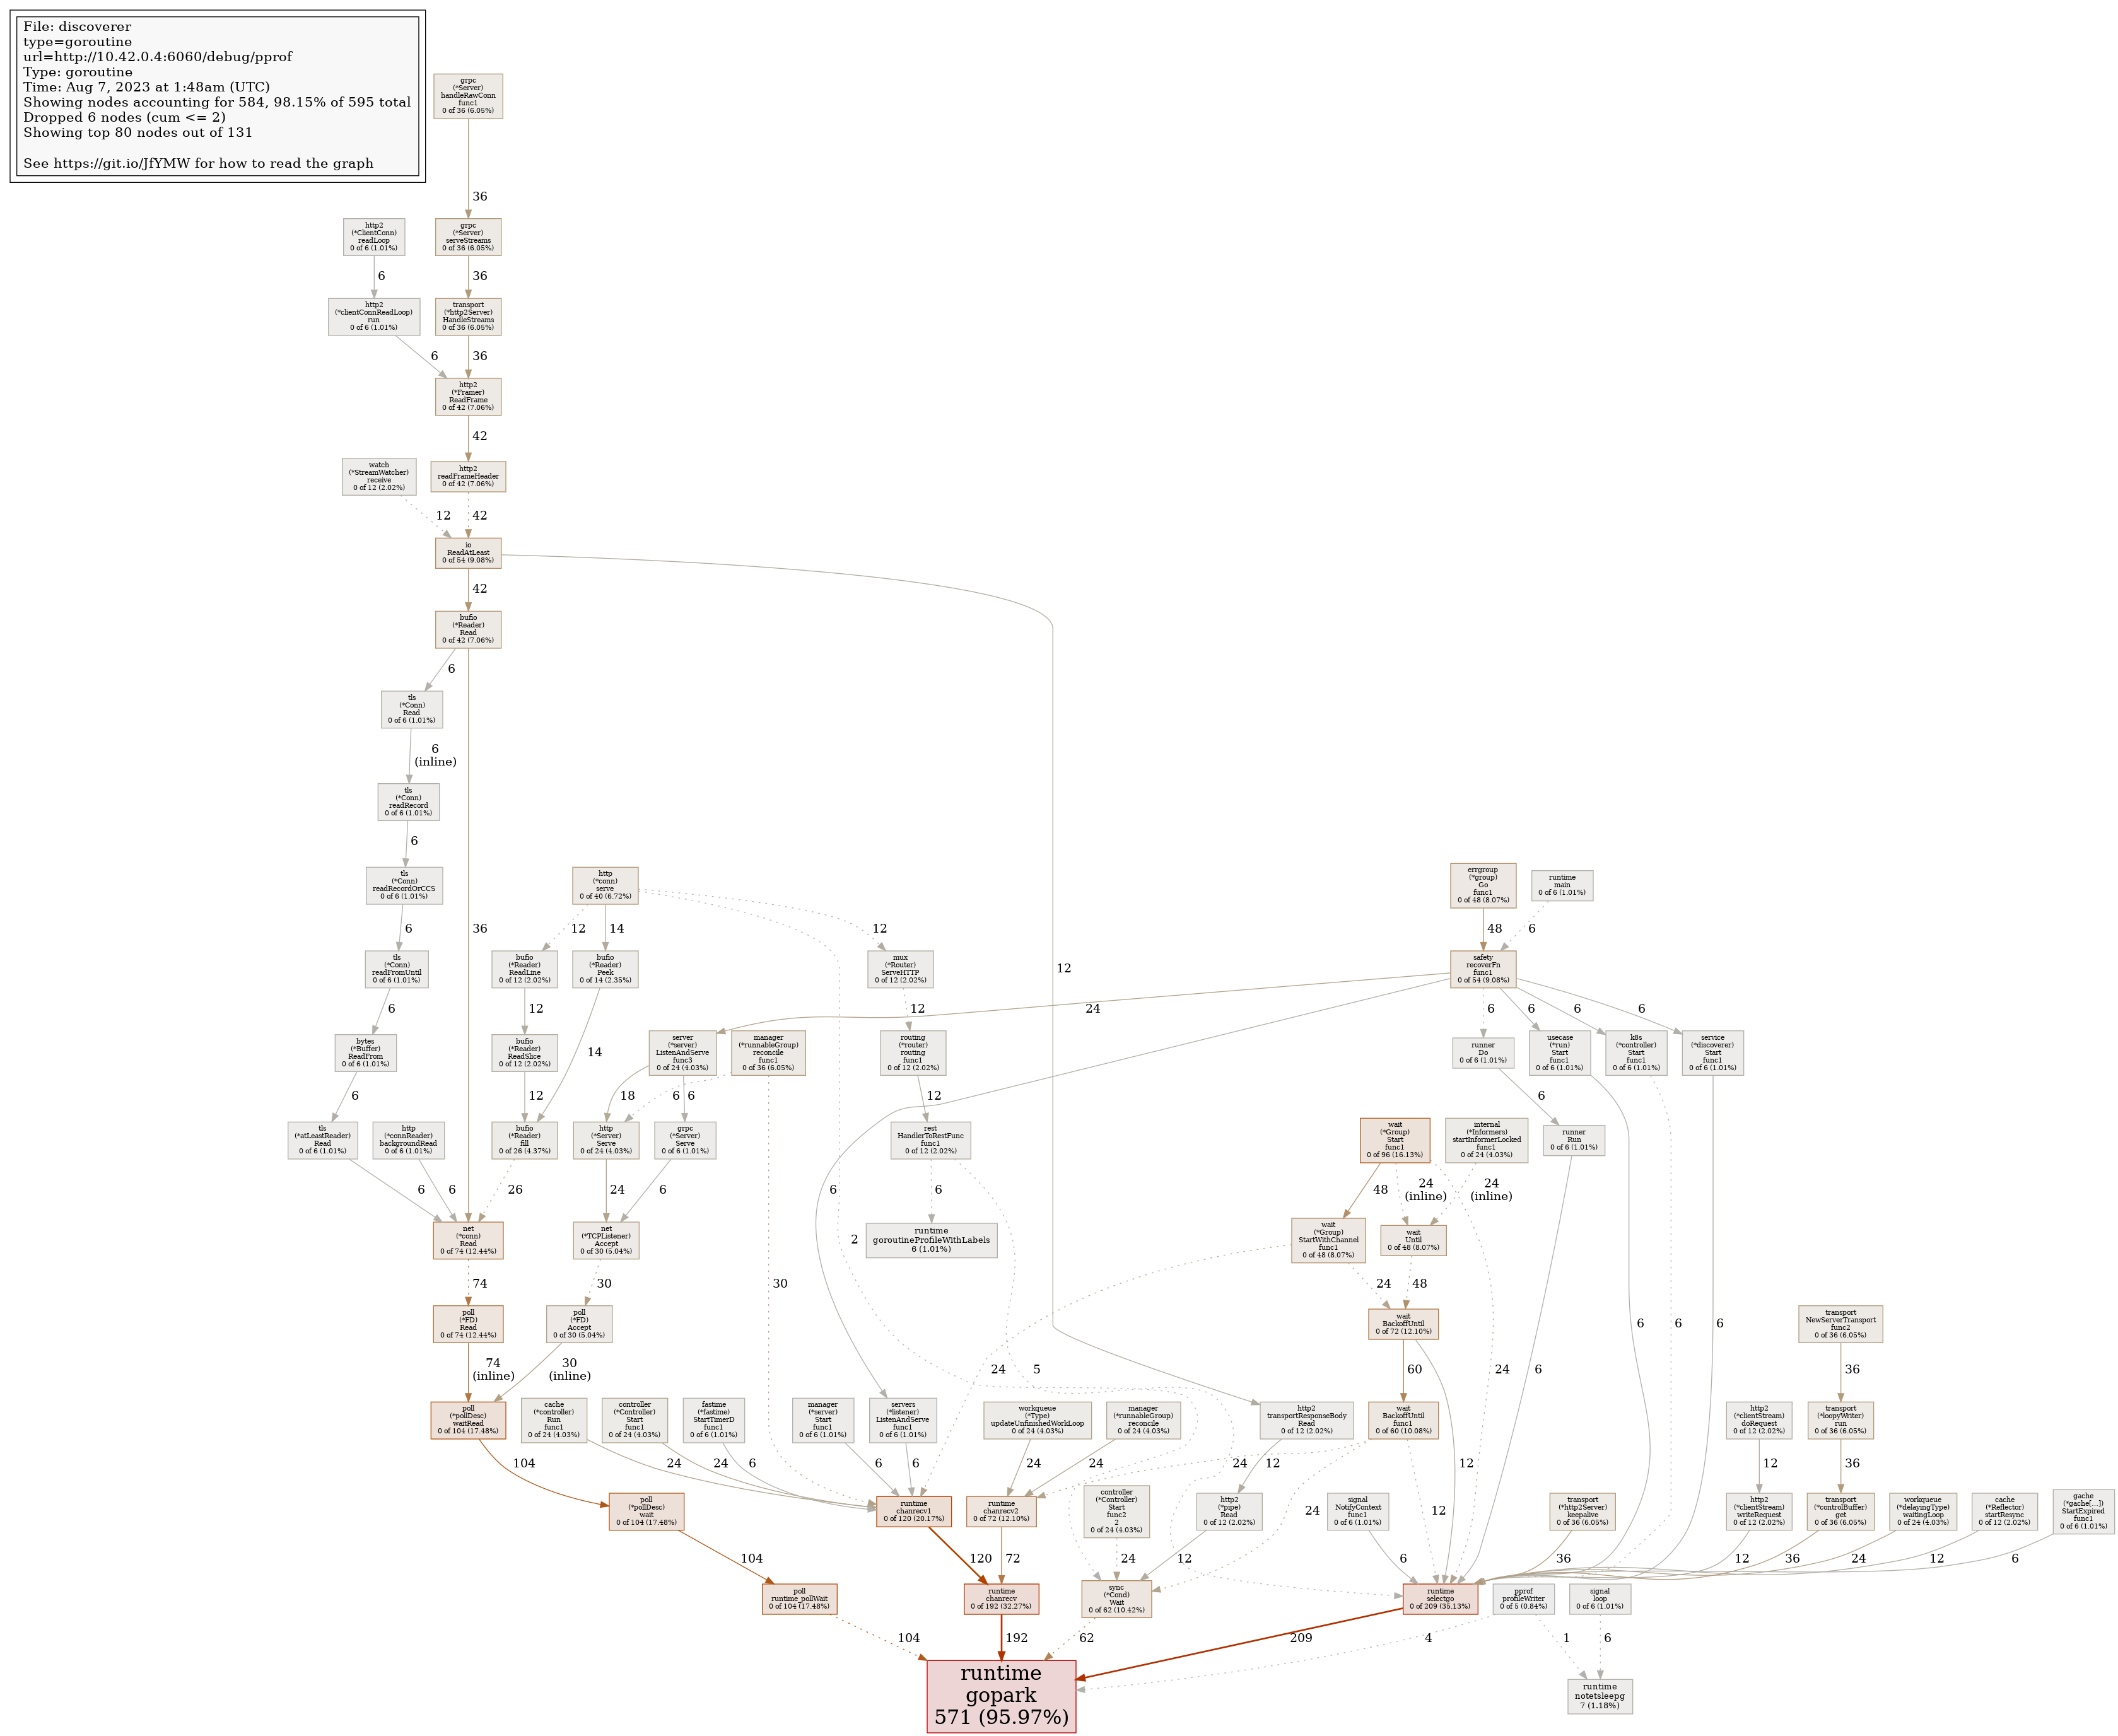 File: discoverer
type=goroutine
url=http://10.42.0.4:6060/debug/pprof
Type: goroutine
Time: Aug 7, 2023 at 1:48am (UTC)
Showing nodes accounting for 584, 98.15% of 595 total
Dropped 6 nodes (cum <= 2)
Showing top 80 nodes out of 131
See https://git.io/JfYMW for how to read the graph
grpc
(*Server)
handleRawConn
func1
0 of 36 (6.05%)
36
http2
(*ClientConn)
readLoop
0 of 6 (1.01%)
grpc
(*Server)
serveStreams
0 of 36 (6.05%)
6
36
http2
(*clientConnReadLoop)
run
0 of 6 (1.01%)
transport
(*http2Server)
HandleStreams
0 of 36 (6.05%)
6
36
http2
(*Framer)
ReadFrame
0 of 42 (7.06%)
42
watch
(*StreamWatcher)
receive
0 of 12 (2.02%)
http2
readFrameHeader
0 of 42 (7.06%)
12
42
io
ReadAtLeast
0 of 54 (9.08%)
42
bufio
(*Reader)
Read
0 of 42 (7.06%)
6
tls
(*Conn)
Read
0 of 6 (1.01%)
6
(inline)
tls
(*Conn)
readRecord
0 of 6 (1.01%)
6
tls
(*Conn)
readRecordOrCCS
0 of 6 (1.01%)
http
(*conn)
serve
0 of 40 (6.72%)
errgroup
(*group)
Go
func1
0 of 48 (8.07%)
runtime
main
0 of 6 (1.01%)
6
36
12
14
12
48
6
tls
(*Conn)
readFromUntil
0 of 6 (1.01%)
bufio
(*Reader)
ReadLine
0 of 12 (2.02%)
bufio
(*Reader)
Peek
0 of 14 (2.35%)
mux
(*Router)
ServeHTTP
0 of 12 (2.02%)
12
safety
recoverFn
func1
0 of 54 (9.08%)
6
12
12
24
6
6
6
6
bytes
(*Buffer)
ReadFrom
0 of 6 (1.01%)
bufio
(*Reader)
ReadSlice
0 of 12 (2.02%)
14
server
(*server)
ListenAndServe
func3
0 of 24 (4.03%)
manager
(*runnableGroup)
reconcile
func1
0 of 36 (6.05%)
routing
(*router)
routing
func1
0 of 12 (2.02%)
runner
Do
0 of 6 (1.01%)
usecase
(*run)
Start
func1
0 of 6 (1.01%)
k8s
(*controller)
Start
func1
0 of 6 (1.01%)
service
(*discoverer)
Start
func1
0 of 6 (1.01%)
6
12
18
6
6
12
6
tls
(*atLeastReader)
Read
0 of 6 (1.01%)
http
(*connReader)
backgroundRead
0 of 6 (1.01%)
bufio
(*Reader)
fill
0 of 26 (4.37%)
http
(*Server)
Serve
0 of 24 (4.03%)
grpc
(*Server)
Serve
0 of 6 (1.01%)
rest
HandlerToRestFunc
func1
0 of 12 (2.02%)
wait
(*Group)
Start
func1
0 of 96 (16.13%)
internal
(*Informers)
startInformerLocked
func1
0 of 24 (4.03%)
runner
Run
0 of 6 (1.01%)
6
6
26
24
6
6
6
48
24
(inline)
24
(inline)
net
(*conn)
Read
0 of 74 (12.44%)
net
(*TCPListener)
Accept
0 of 30 (5.04%)
2
runtime
goroutineProfileWithLabels
6 (1.01%)
wait
(*Group)
StartWithChannel
func1
0 of 48 (8.07%)
wait
Until
0 of 48 (8.07%)
74
30
30
24
48
poll
(*FD)
Read
0 of 74 (12.44%)
poll
(*FD)
Accept
0 of 30 (5.04%)
wait
BackoffUntil
0 of 72 (12.10%)
transport
NewServerTransport
func2
0 of 36 (6.05%)
6
6
6
74
(inline)
30
(inline)
24
5
60
24
6
36
poll
(*pollDesc)
waitRead
0 of 104 (17.48%)
cache
(*controller)
Run
func1
0 of 24 (4.03%)
controller
(*Controller)
Start
func1
0 of 24 (4.03%)
fastime
(*fastime)
StartTimerD
func1
0 of 6 (1.01%)
manager
(*server)
Start
func1
0 of 6 (1.01%)
servers
(*listener)
ListenAndServe
func1
0 of 6 (1.01%)
workqueue
(*Type)
updateUnfinishedWorkLoop
0 of 24 (4.03%)
manager
(*runnableGroup)
reconcile
0 of 24 (4.03%)
http2
transportResponseBody
Read
0 of 12 (2.02%)
wait
BackoffUntil
func1
0 of 60 (10.08%)
http2
(*clientStream)
doRequest
0 of 12 (2.02%)
transport
(*loopyWriter)
run
0 of 36 (6.05%)
104
24
24
6
6
6
24
24
24
12
12
12
36
poll
(*pollDesc)
wait
0 of 104 (17.48%)
runtime
chanrecv1
0 of 120 (20.17%)
runtime
chanrecv2
0 of 72 (12.10%)
controller
(*Controller)
Start
func2
2
0 of 24 (4.03%)
http2
(*pipe)
Read
0 of 12 (2.02%)
24
signal
NotifyContext
func1
0 of 6 (1.01%)
12
transport
(*http2Server)
keepalive
0 of 36 (6.05%)
http2
(*clientStream)
writeRequest
0 of 12 (2.02%)
transport
(*controlBuffer)
get
0 of 36 (6.05%)
workqueue
(*delayingType)
waitingLoop
0 of 24 (4.03%)
cache
(*Reflector)
startResync
0 of 12 (2.02%)
gache
(*gache[...])
StartExpired
func1
0 of 6 (1.01%)
104
120
72
24
12
6
36
12
36
24
12
6
poll
runtime_pollWait
0 of 104 (17.48%)
runtime
chanrecv
0 of 192 (32.27%)
sync
(*Cond)
Wait
0 of 62 (10.42%)
runtime
selectgo
0 of 209 (35.13%)
pprof
profileWriter
0 of 5 (0.84%)
signal
loop
0 of 6 (1.01%)
104
192
62
209
4
1
6
runtime
gopark
571 (95.97%)
runtime
notetsleepg
7 (1.18%)